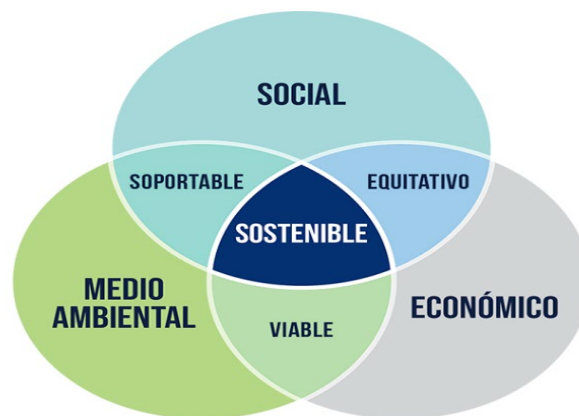 SOCIAL
SOPORTABLE
EQUITATIVO
SOSTENIBLE
MEDIO
AMBIENTAL
ECONÓMICO
VIABLE